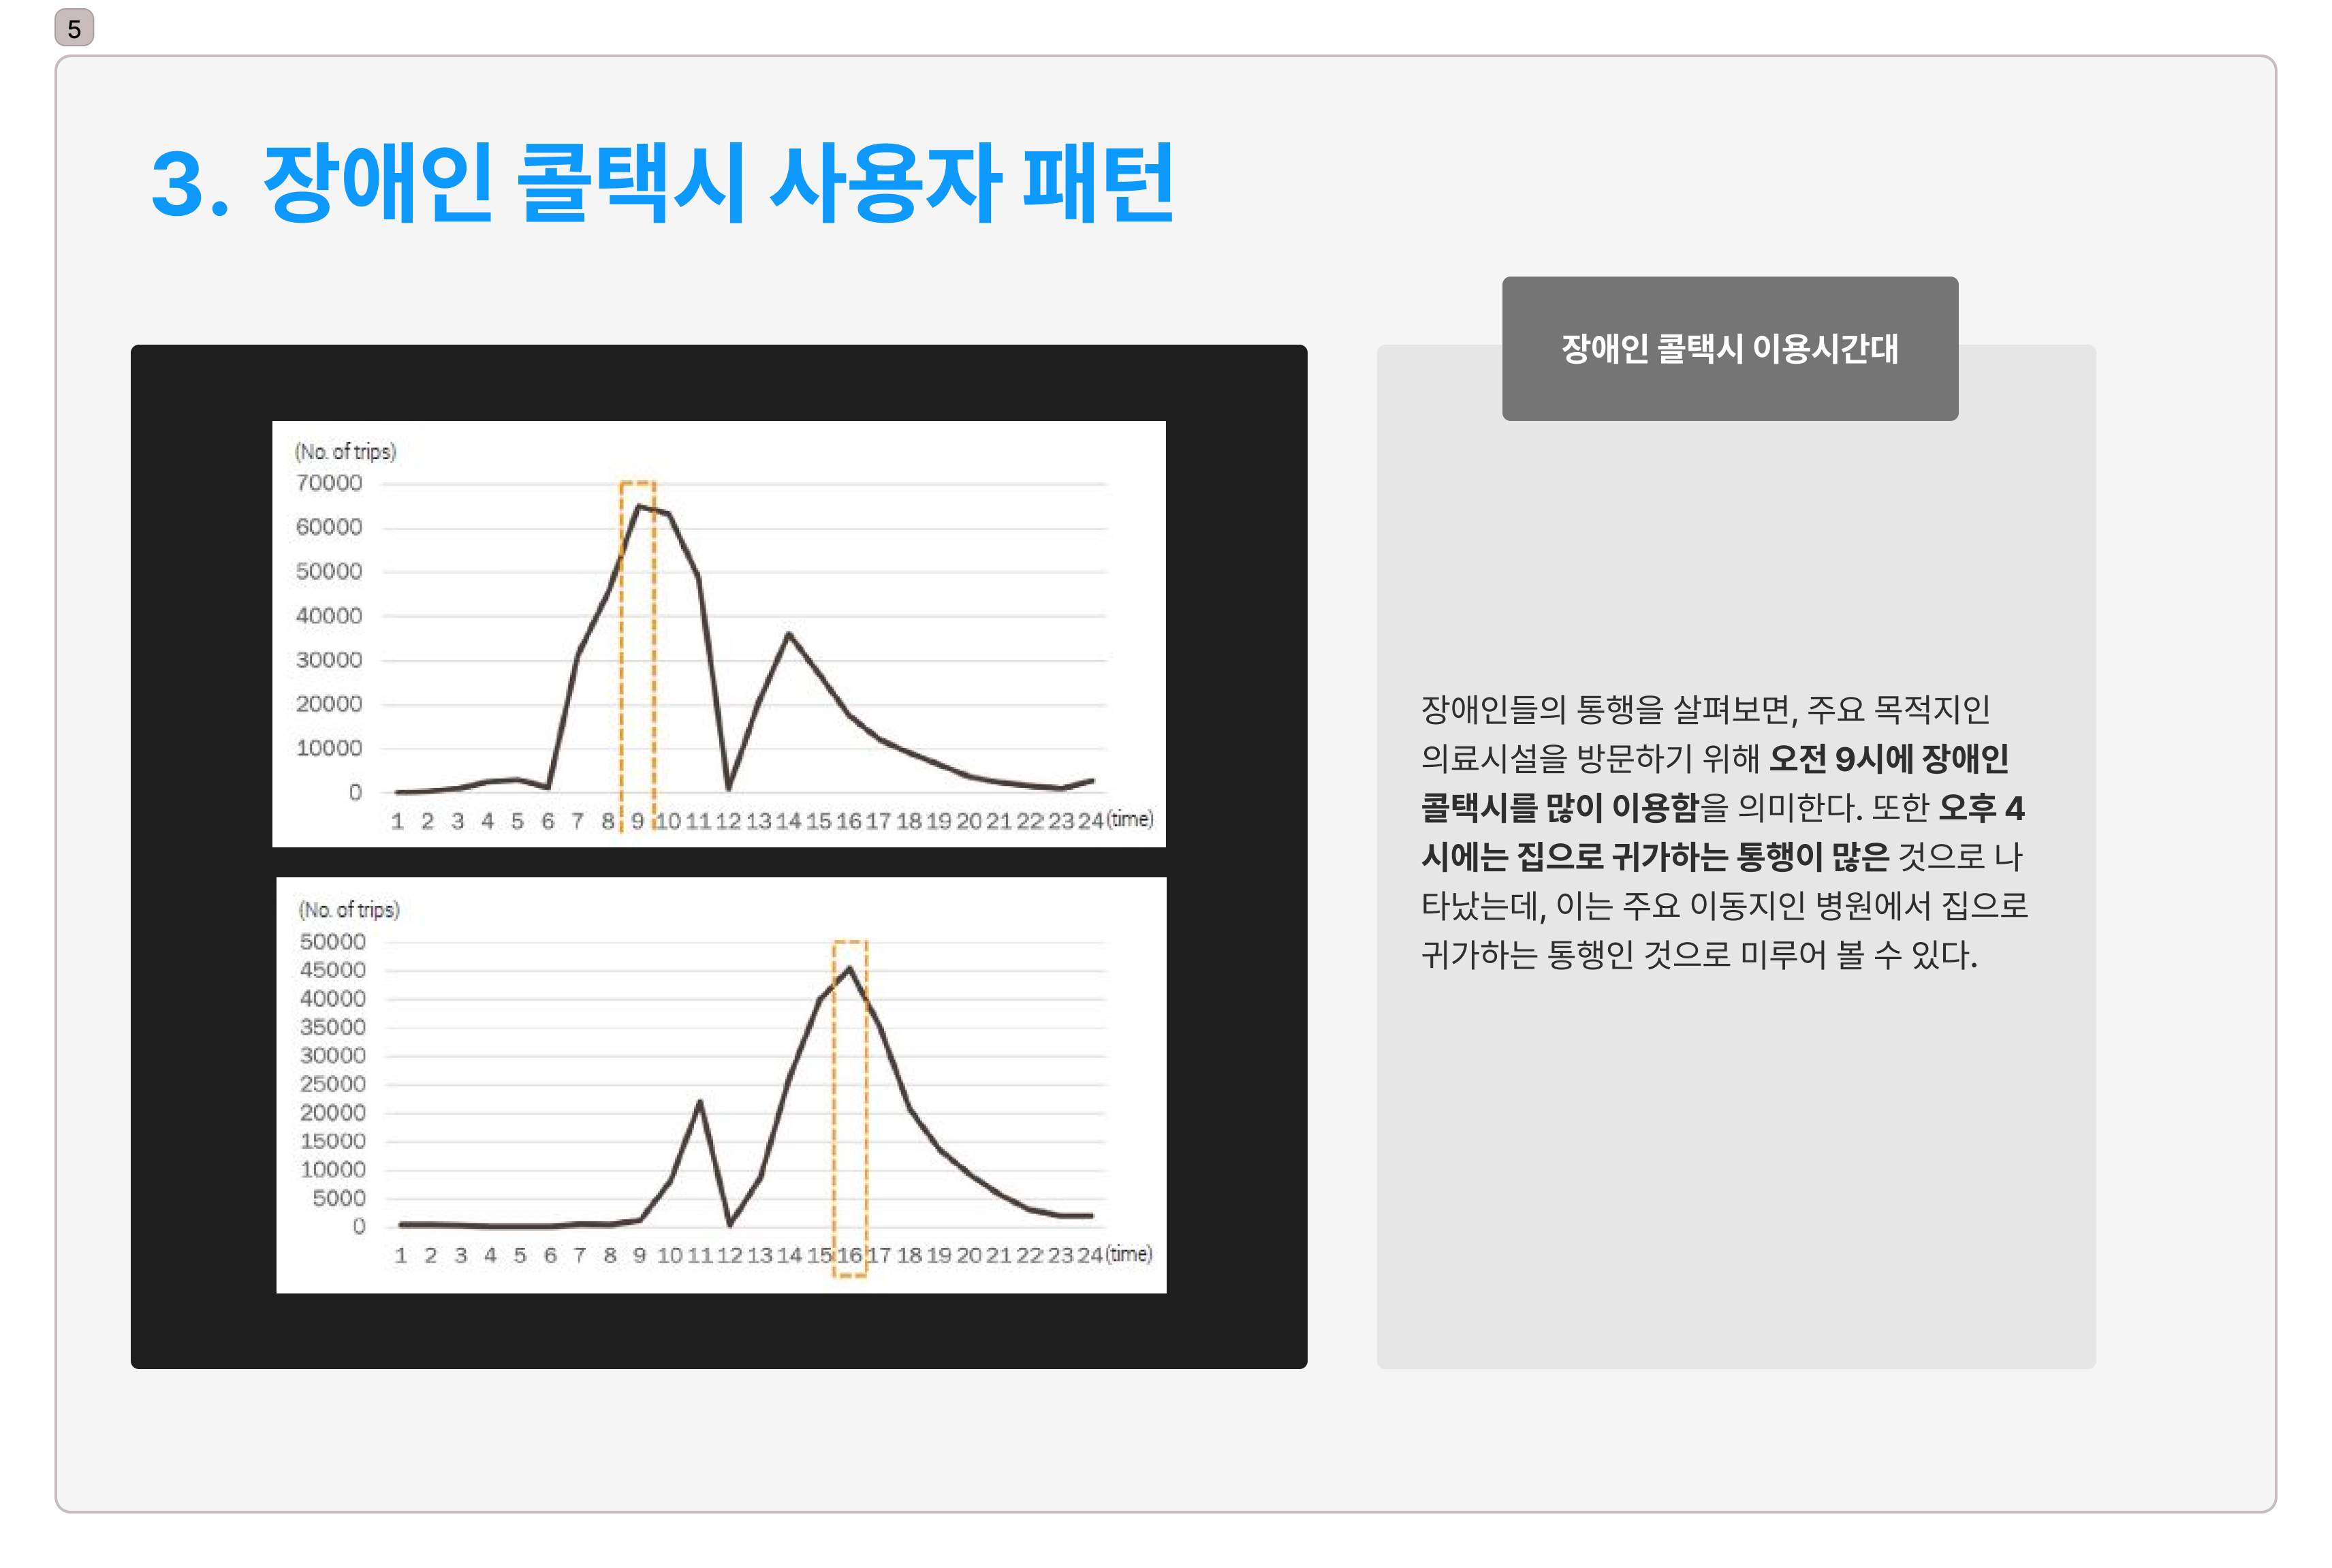 5
3. 장애인 콜택시 사용자 패턴
(No. of trips)
70000
60000
50000
40000
30000
20000
10000
0
1 2 3 4 5 6 7 8 9 10 11 12 13 14 15 16 17 18 19 20 21 22 23 24 (time)
(No. of trips)
50000
45000
40000
35000
30000
25000
20000
15000
10000
5000
0
1 2 3 4 5 6 7 8 9 10 11 12 13 14 15 16 17 18 19 20 21 22 23 24 (time)
장애인 콜택시 이용시간대
장애인들의 통행을 살펴보면, 주요 목적지인
의료시설을 방문하기 위해 오전 9시에 장애인
콜택시를 많이 이용함을 의미한다. 또한 오후 4
시에는 집으로 귀가하는 통행이 많은 것으로 나
타났는데, 이는 주요 이동지인 병원에서 집으로
귀가하는 통행인 것으로 미루어 볼 수 있다.